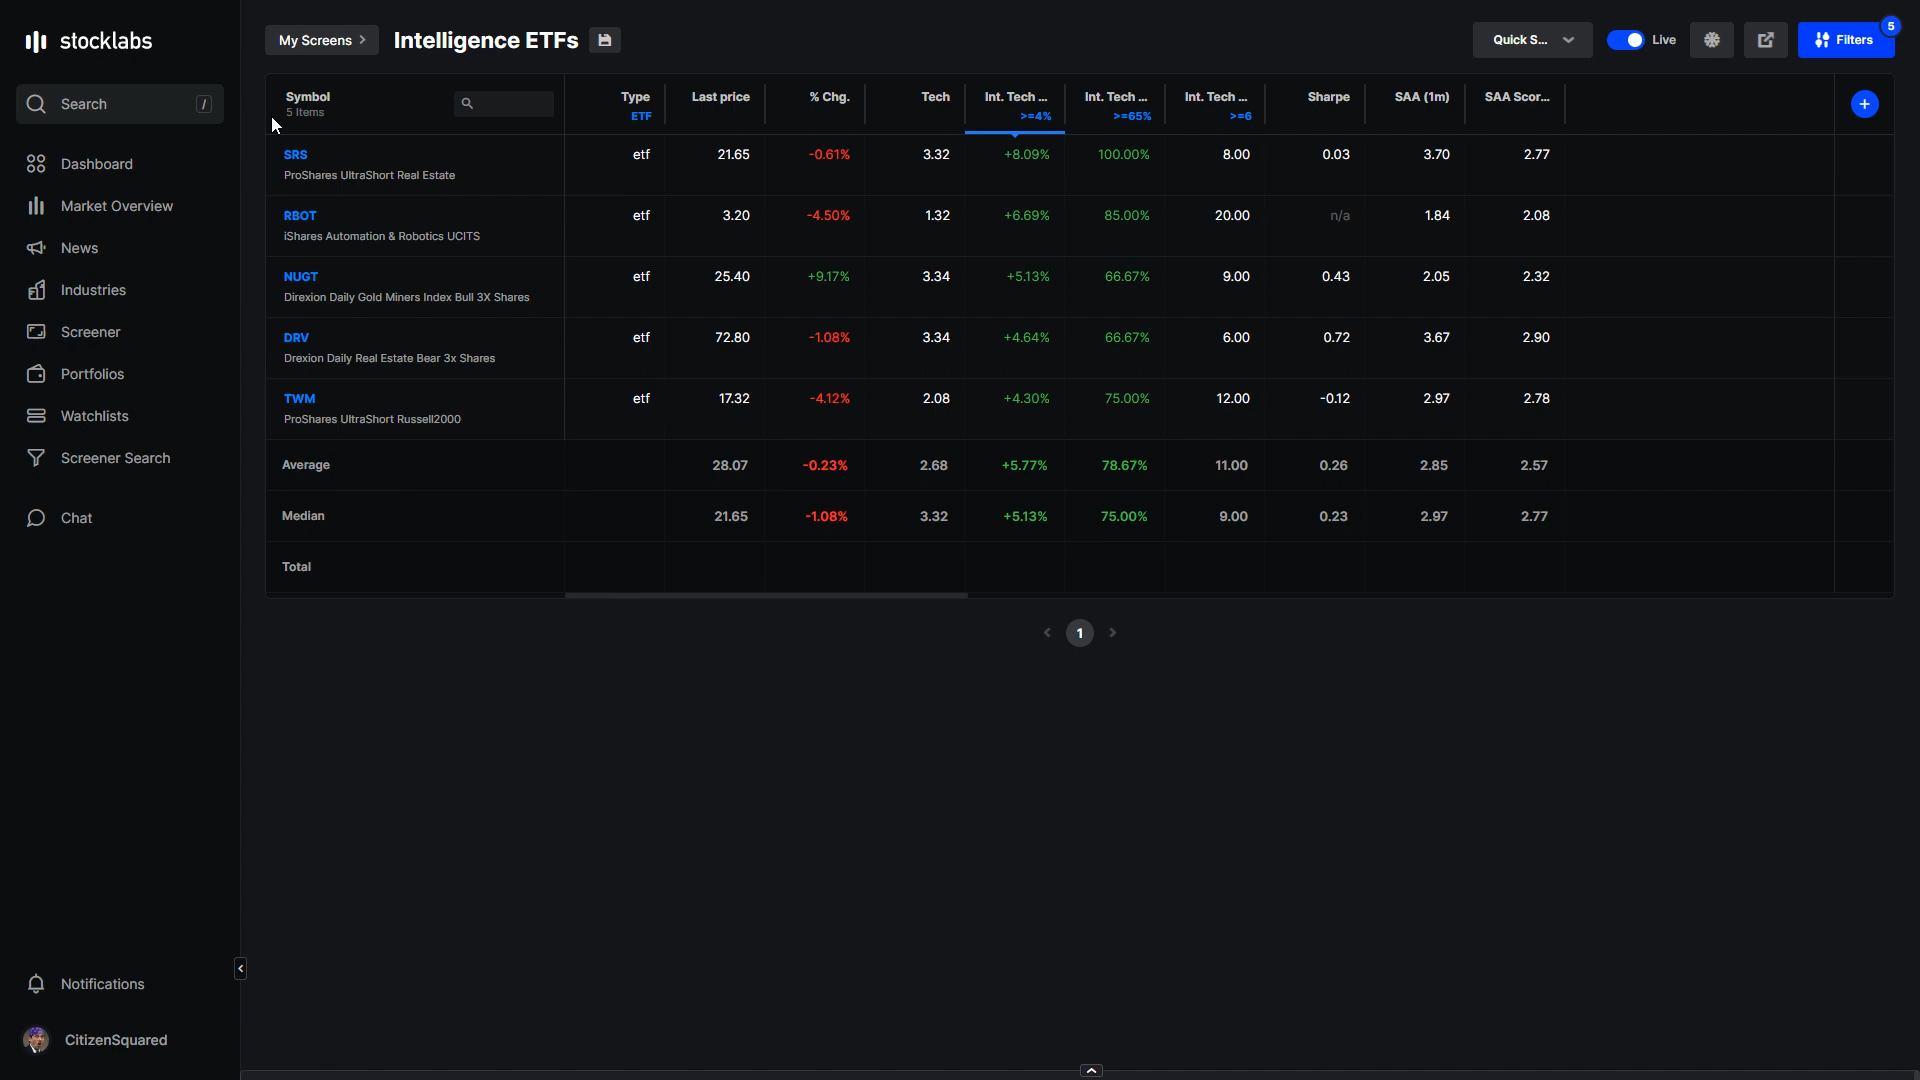 stocklabs
Search /
Dashboard
Market Overview
News
Industries
Screener
Portfolios
Watchlists
Screener Search
Chat
Notifications
CitizenSquared
My Screens > Intelligence ETFs
Quick S... Live Filters 5
Symbol Type Last price % Chg. Tech Int. Tech ... Int. Tech ... Int. Tech ... Sharpe SAA (1m) SAA Scor... +
5 Items ETF >=4% >=65% >=6
SRS etf 21.65 -0.61% 3.32 +8.09% 100.00% 8.00 0.03 3.70 2.77
ProShares UltraShort Real Estate
RBOT etf 3.20 -4.50% 1.32 +6.69% 85.00% 20.00 n/a 1.84 2.08
iShares Automation & Robotics UCITS
NUGT etf 25.40 +9.17% 3.34 +5.13% 66.67% 9.00 0.43 2.05 2.32
Direxion Daily Gold Miners Index Bull 3X Shares
DRV etf 72.80 -1.08% 3.34 +4.64% 66.67% 6.00 0.72 3.67 2.90
Drexion Daily Real Estate Bear 3x Shares
TWM etf 17.32 -4.12% 2.08 +4.30% 75.00% 12.00 -0.12 2.97 2.78
ProShares UltraShort Russell2000
Average 28.07 -0.23% 2.68 +5.77% 78.67% 11.00 0.26 2.85 2.57
Median 21.65 -1.08% 3.32 +5.13% 75.00% 9.00 0.23 2.97 2.77
Total
< 1 >